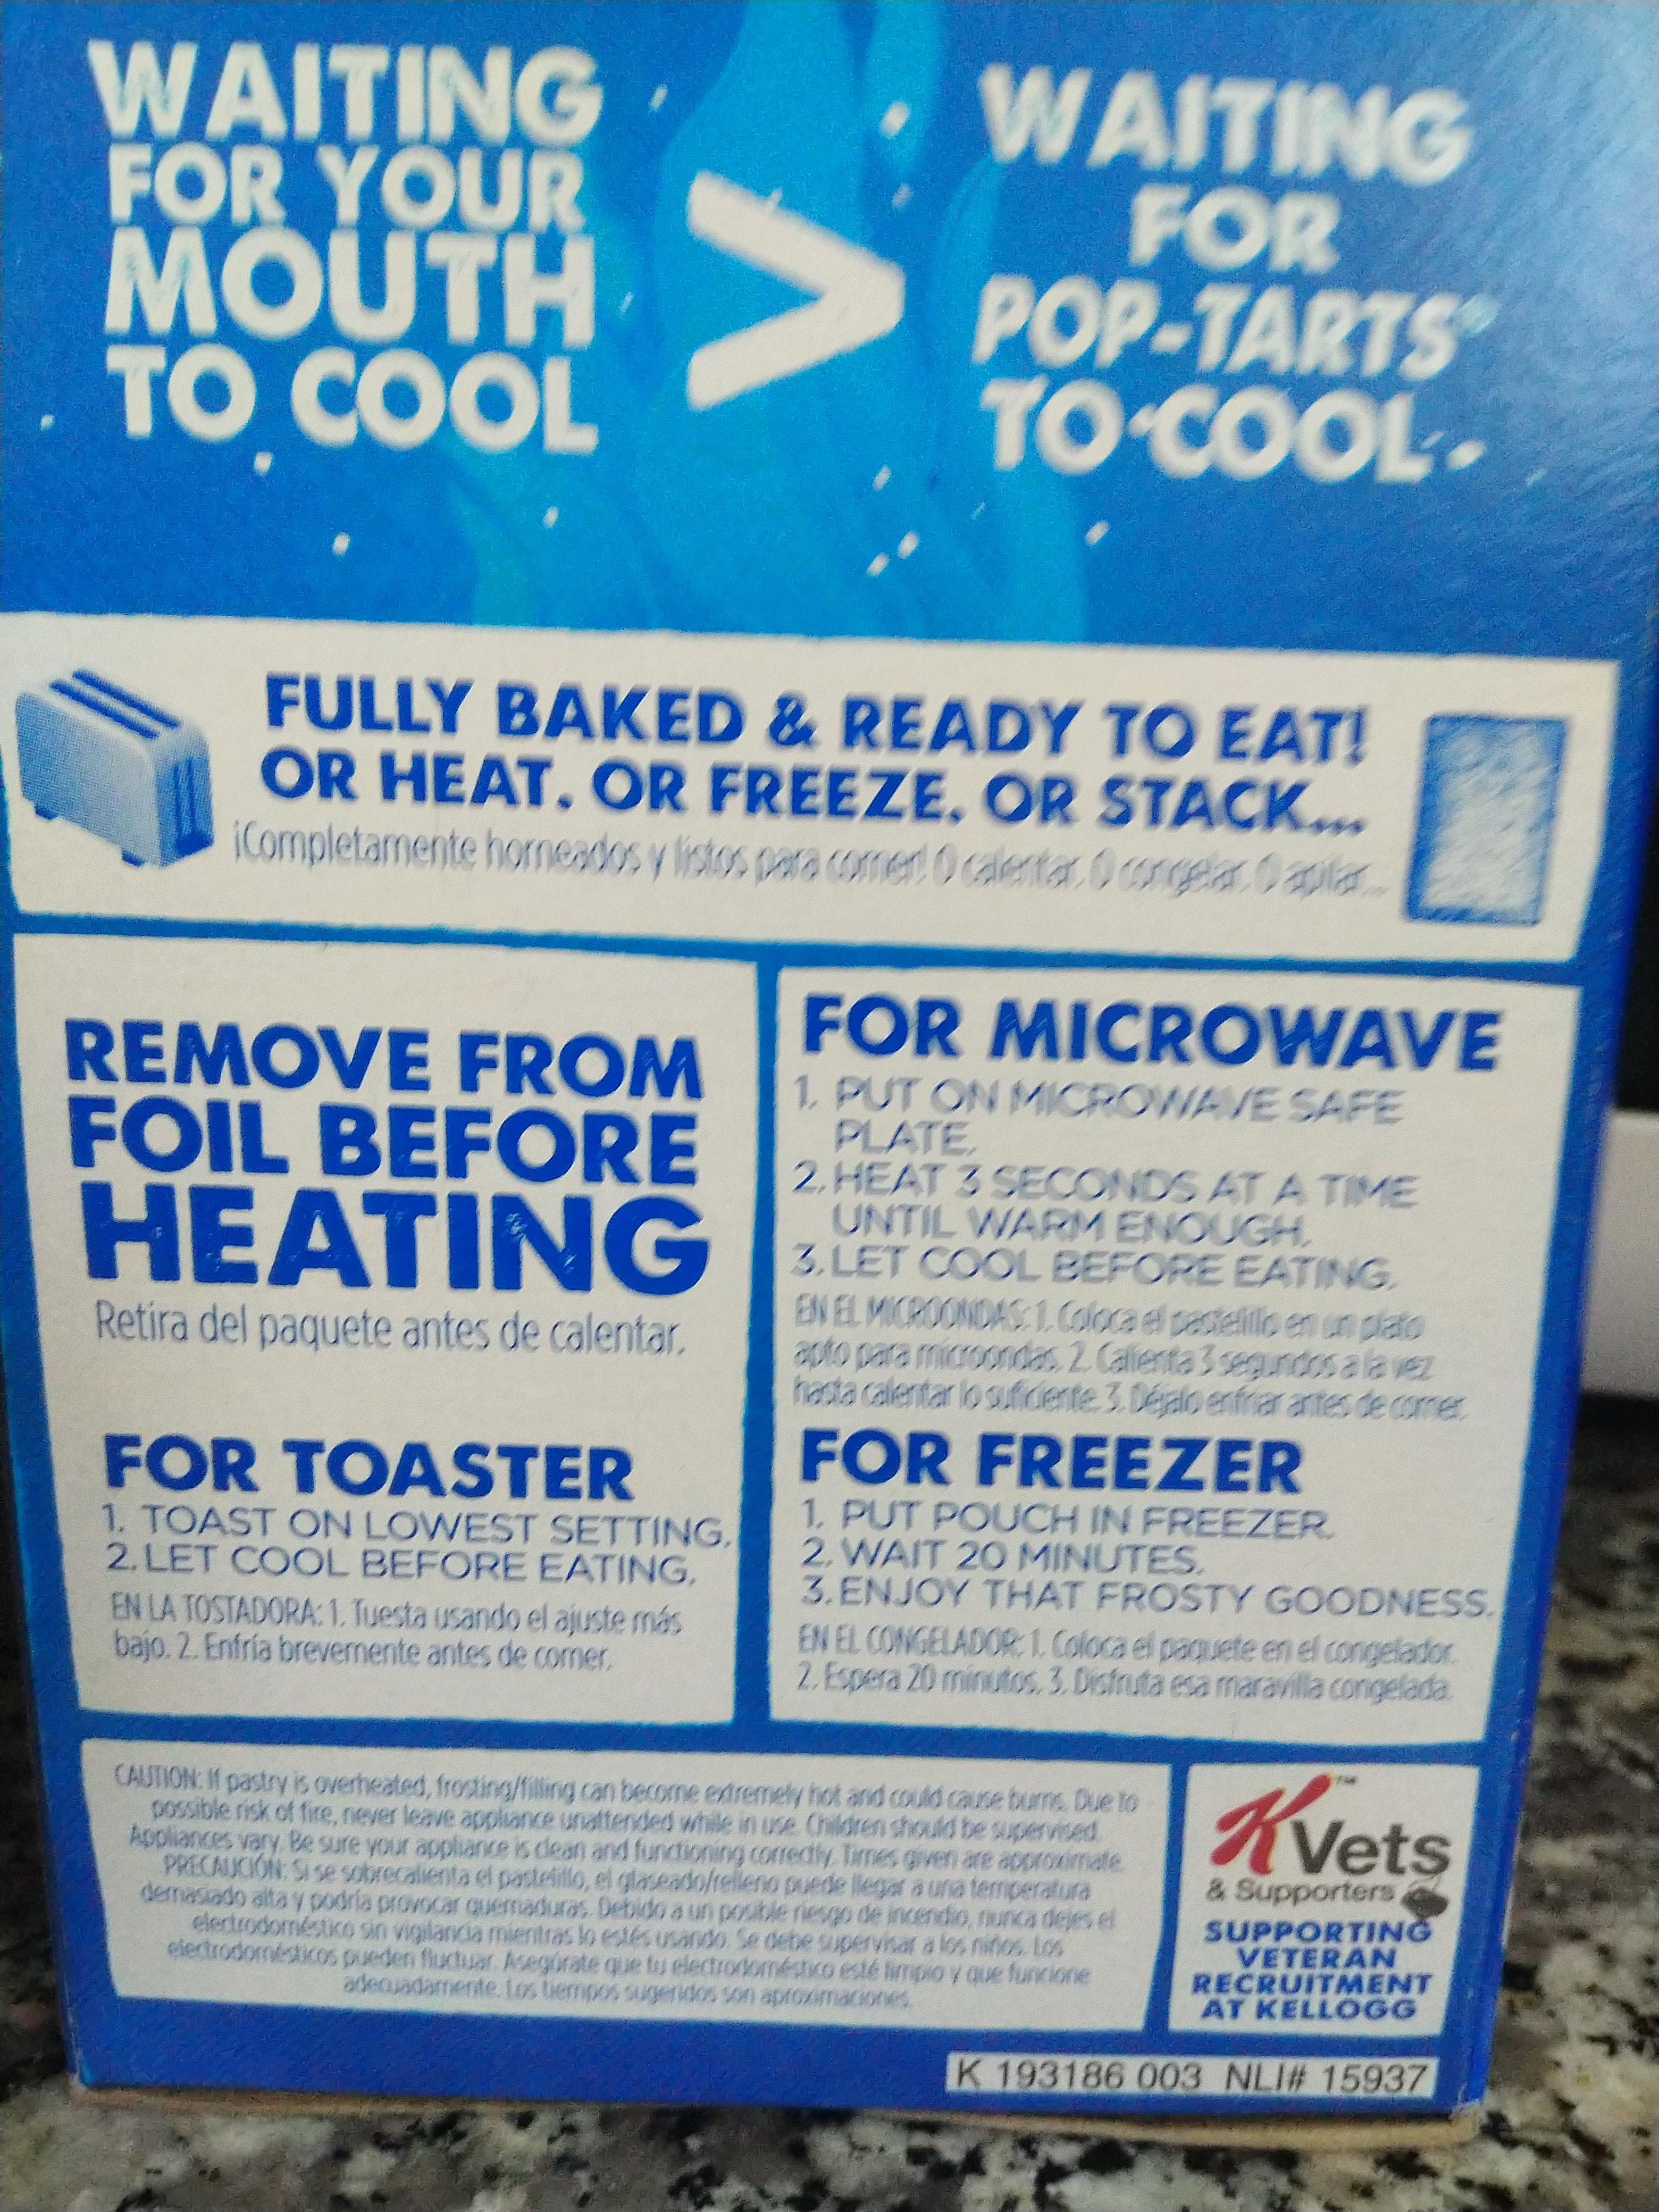 WAITING
FOR YOUR
MOUTH
TO COOL
>
WAITING
FOR
POP-TARTS®
TO COOL
FULLY BAKED & READY TO EAT!
OR HEAT. OR FREEZE. OR STACK...
¡Completamente horneados y listos para comer! O calentar. O congelar. O apilar...
REMOVE FROM
FOIL BEFORE
HEATING
Retira del paquete antes de calentar.
FOR TOASTER
1. TOAST ON LOWEST SETTING.
2. LET COOL BEFORE EATING.
EN LA TOSTADORA: 1. Tuesta usando el ajuste más
bajo. 2. Enfría brevemente antes de comer.
FOR MICROWAVE
1. PUT ON MICROWAVE SAFE
PLATE.
2. HEAT 3 SECONDS AT A TIME
UNTIL WARM ENOUGH.
3. LET COOL BEFORE EATING.
EN EL MICROONDAS: 1. Coloca el pastelillo en un plato
apto para microondas. 2. Calienta 3 segundos a la vez
hasta calentar lo suficiente. 3. Déjalo enfriar antes de comer.
FOR FREEZER
1. PUT POUCH IN FREEZER.
2. WAIT 20 MINUTES.
3. ENJOY THAT FROSTY GOODNESS.
EN EL CONGELADOR: 1. Coloca el paquete en el congelador.
2. Espera 20 minutos. 3. Disfruta esa maravilla congelada.
CAUTION: If pastry is overheated, frosting/filling can become extremely hot and could cause burns. Due to
possible risk of fire, never leave appliance unattended while in use. Children should be supervised.
Appliances vary. Be sure your appliance is clean and functioning correctly. Times given are approximate.
PRECAUCIÓN: Si se sobrecalienta el pastelillo, el glaseado/relleno puede llegar a una temperatura
demasiado alta y podría provocar quemaduras. Debido a un posible riesgo de incendio, nunca dejes el
electrodoméstico sin vigilancia mientras lo estés usando. Se debe supervisar a los niños. Los
electrodomésticos pueden fluctuar. Asegúrate que tu electrodoméstico esté limpio y que funcione
adecuadamente. Los tiempos sugeridos son aproximaciones.
K™ Vets
& Supporters
SUPPORTING
VETERAN
RECRUITMENT
AT KELLOGG
K 193186 003 NLI# 15937